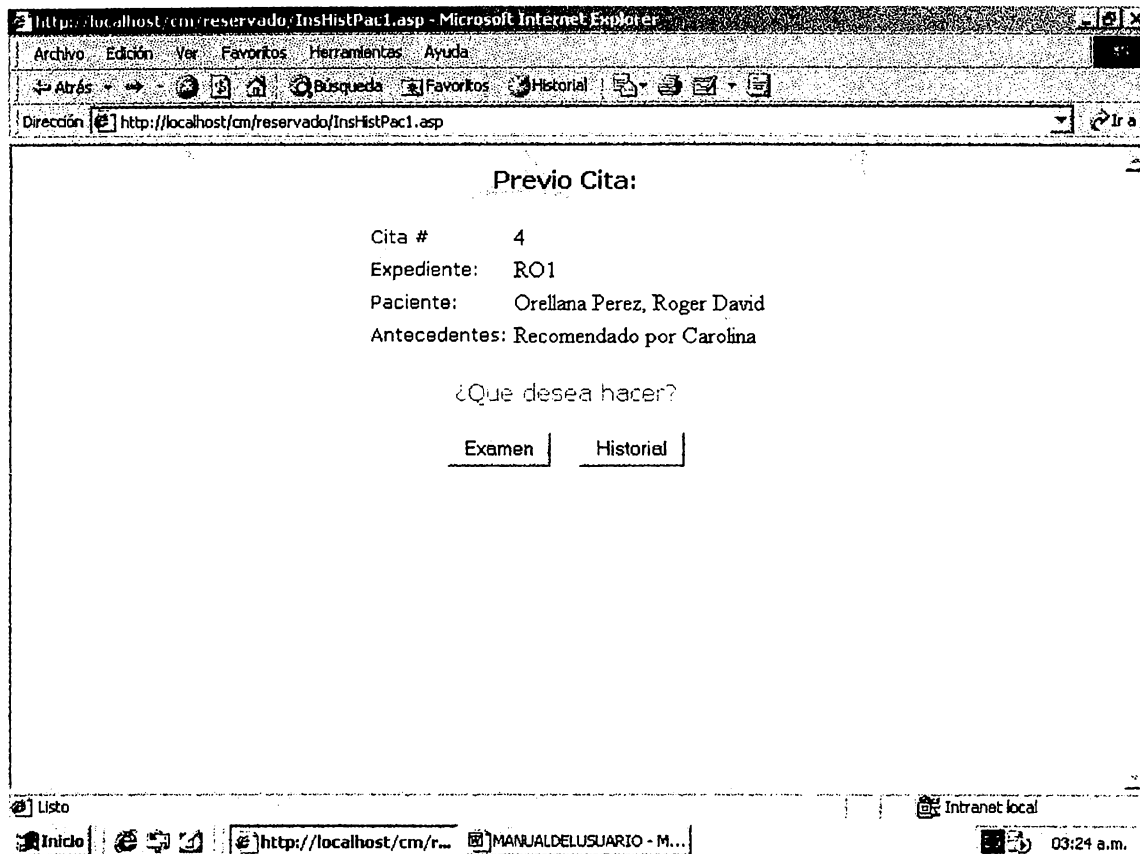 http://localhost/cm/reservado/InsHistPac1.asp - Microsoft Internet Explorer
Archivo Edición Ver Favoritos Herramientas Ayuda
Atrás Búsqueda Favoritos Historial
Dirección http://localhost/cm/reservado/InsHistPac1.asp Ir a
Previo Cita:
Cita # 4
Expediente: RO1
Paciente: Orellana Perez, Roger David
Antecedentes: Recomendado por Carolina
¿Que desea hacer?
Examen Historial
Listo Intranet local
Inicio http://localhost/cm/r... MANUALDELUSUARIO - M... 03:24 a.m.